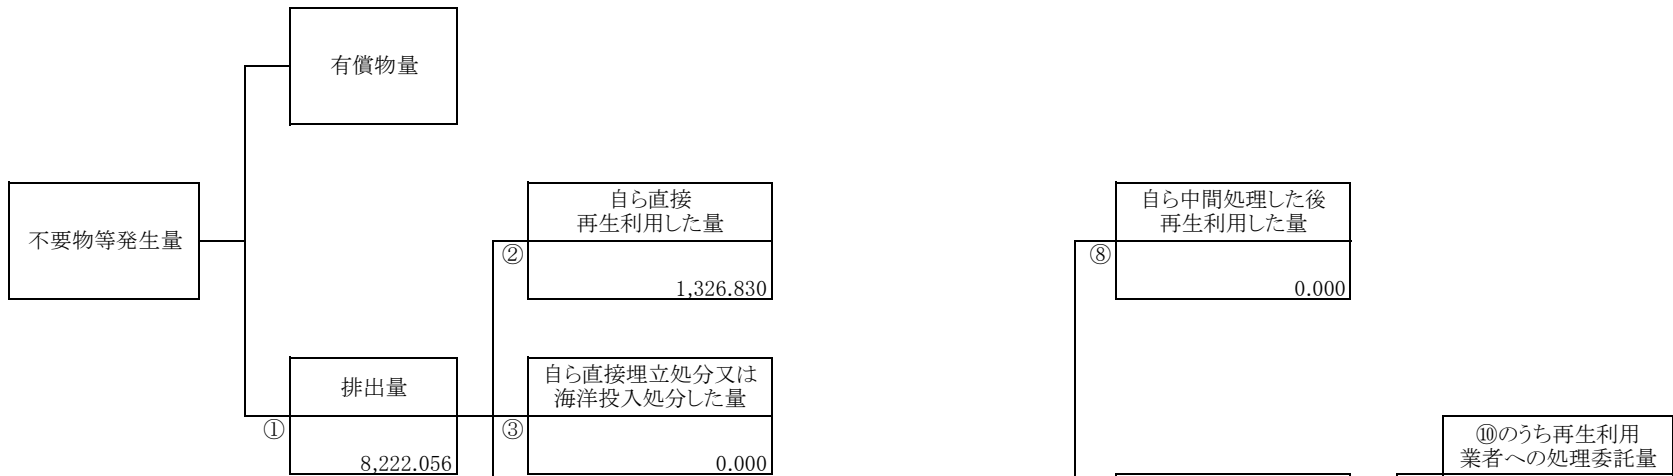 有償物量
不要物等発生量
自ら直接
再生利用した量
②
1,326.830
自ら中間処理した後
再生利用した量
⑧
0.000
排出量
①
8,222.056
自ら直接埋立処分又は
海洋投入処分した量
③
0.000
⑩のうち再生利用
業者への処理委託量